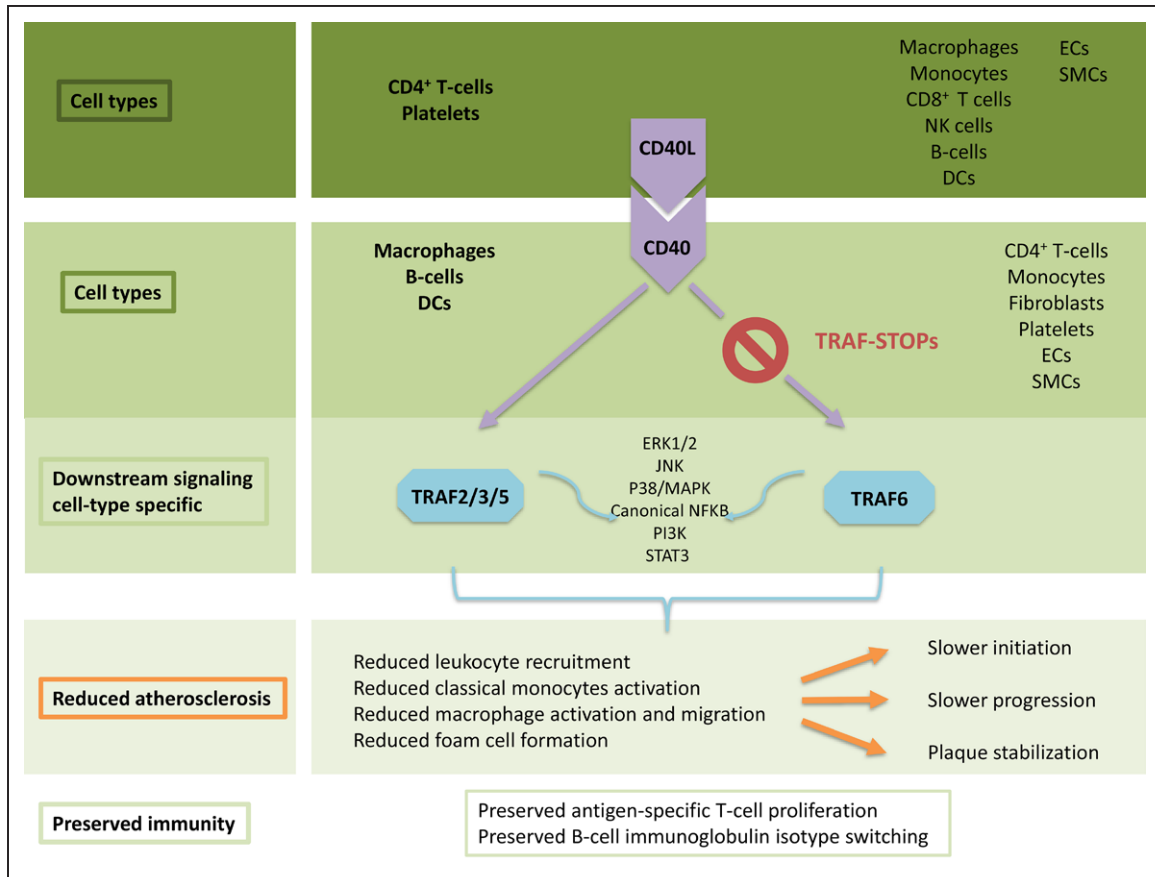 Cell types
CD4⁺ T-cells
Platelets
CD40L
Macrophages
Monocytes
CD8⁺ T cells
NK cells
B-cells
DCs
ECs
SMCs
Cell types
Macrophages
B-cells
DCs
CD40
TRAF-STOPs
CD4⁺ T-cells
Monocytes
Fibroblasts
Platelets
ECs
SMCs
Downstream signaling
cell-type specific
TRAF2/3/5
ERK1/2
JNK
P38/MAPK
Canonical NFKB
PI3K
STAT3
TRAF6
Reduced atherosclerosis
Reduced leukocyte recruitment
Reduced classical monocytes activation
Reduced macrophage activation and migration
Reduced foam cell formation
Slower initiation
Slower progression
Plaque stabilization
Preserved immunity
Preserved antigen-specific T-cell proliferation
Preserved B-cell immunoglobulin isotype switching